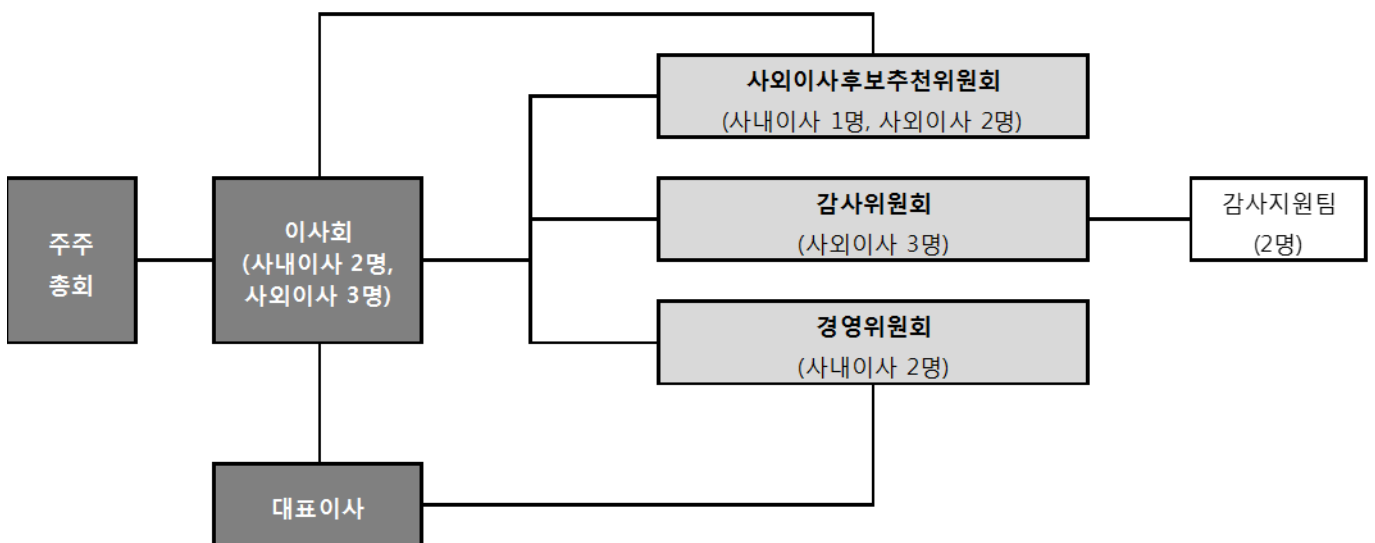 사외이사후보추천위원회
(사내이사 1명, 사외이사 2명)
주주
총회
이사회
(사내이사 2명,
사외이사 3명)
감사위원회
(사외이사 3명)
감사지원팀
(2명)
경영위원회
(사내이사 2명)
대표이사